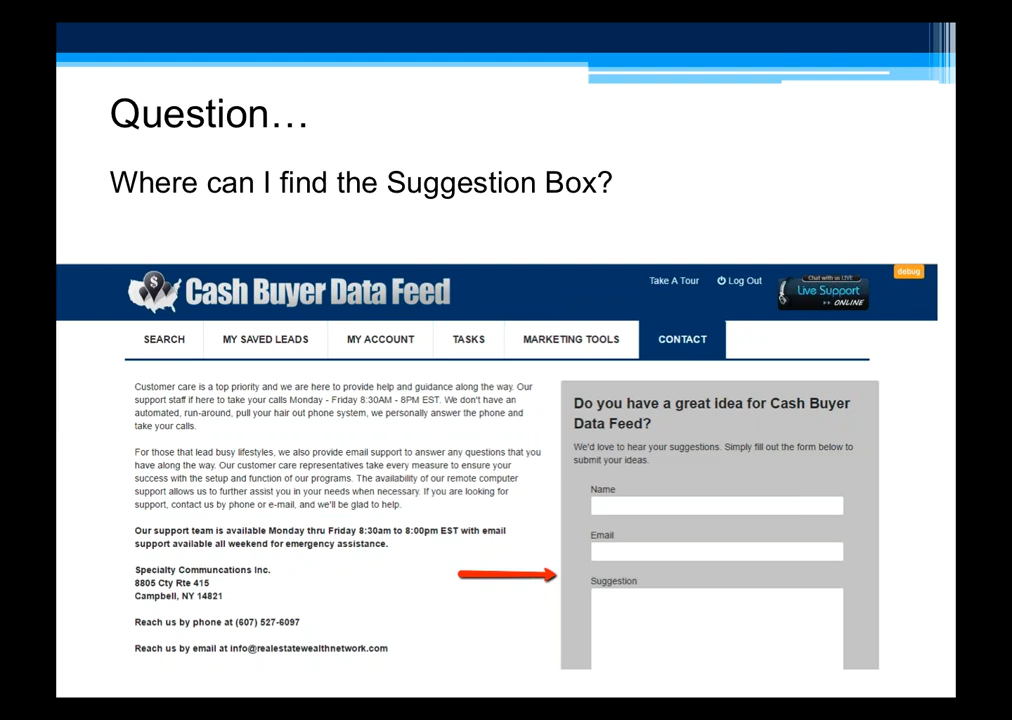 Question…
Where can I find the Suggestion Box?
debug
Cash Buyer Data Feed
Take A Tour
Log Out
Chat with us LIVE
Live Support
>> ONLINE
SEARCH
MY SAVED LEADS
MY ACCOUNT
TASKS
MARKETING TOOLS
CONTACT
Customer care is a top priority and we are here to provide help and guidance along the way. Our
support staff if here to take your calls Monday - Friday 8:30AM - 8PM EST. We don't have an
automated, run-around, pull your hair out phone system, we personally answer the phone and
take your calls.
For those that lead busy lifestyles, we also provide email support to answer any questions that you
have along the way. Our customer care representatives take every measure to ensure your
success with the setup and function of our programs. The availability of our remote computer
support allows us to further assist you in your needs when necessary. If you are looking for
support, contact us by phone or e-mail, and we'll be glad to help.
Our support team is available Monday thru Friday 8:30am to 8:00pm EST with email
support available all weekend for emergency assistance.
Specialty Communcations Inc.
8805 Cty Rte 415
Campbell, NY 14821
Reach us by phone at (607) 527-6097
Reach us by email at info@realestatewealthnetwork.com
Do you have a great idea for Cash Buyer
Data Feed?
We'd love to hear your suggestions. Simply fill out the form below to
submit your ideas.
Name
Email
Suggestion